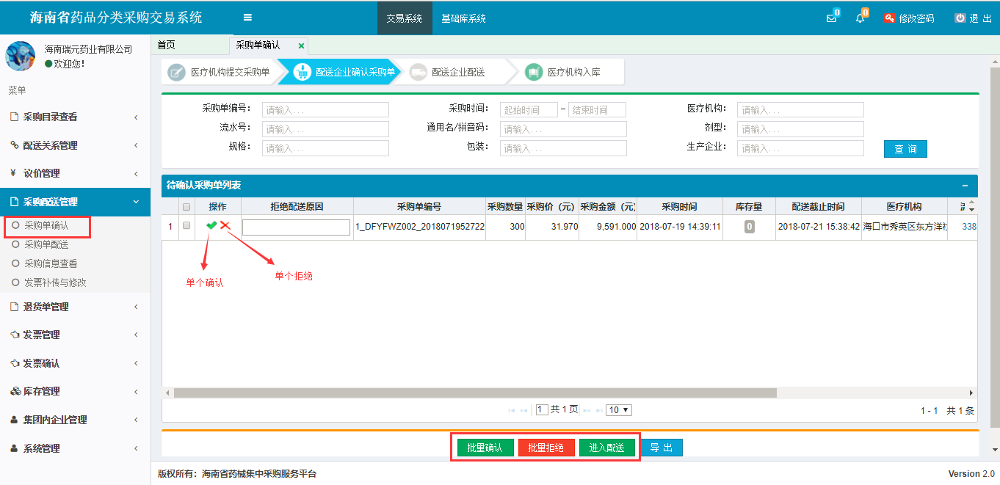 海南省药品分类采购交易系统
交易系统 基础库系统
0 0 修改密码 退 出
海南瑞元药业有限公司
欢迎您!
菜单
采购目录查看
配送关系管理
¥ 议价管理
采购配送管理
采购单确认
采购单配送
采购信息查看
发票补传与修改
退货单管理
发票管理
发票确认
库存管理
集团内企业管理
系统管理
首页 采购单确认 ×
医疗机构提交采购单 配送企业确认采购单 配送企业配送 医疗机构入库
采购单编号： 请输入... 采购时间： 起始时间 - 结束时间 医疗机构： 请输入...
流水号： 请输入... 通用名/拼音码： 请输入... 剂型： 请输入...
规格： 请输入... 包装： 请输入... 生产企业： 请输入... 查 询
待确认采购单列表
操作 拒绝配送原因 采购单编号 采购数量 采购价（元） 采购金额（元） 采购时间 库存量 配送截止时间 医疗机构
1 1_DFYFWZ002_2018071952722 300 31.970 9,591.000 2018-07-19 14:39:11 0 2018-07-21 15:38:42 海口市秀英区东方洋社 338
单个确认 单个拒绝
1 共 1 页 10 1 - 1 共 1 条
批量确认 批量拒绝 进入配送 导 出
版权所有：海南省药械集中采购服务平台 Version 2.0